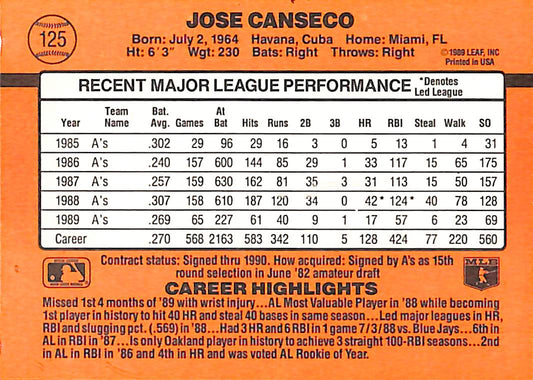 125
JOSE CANSECO
Born: July 2, 1964 Havana, Cuba Home: Miami, FL
Ht: 6'3" Wgt: 230 Bats: Right Throws: Right
©1989 LEAF, INC
Printed in USA
RECENT MAJOR LEAGUE PERFORMANCE *Denotes Led League
Year Team Name Bat. Avg. Games At Bat Hits Runs 2B 3B HR RBI Steal Walk SO
1985 A's .302 29 96 29 16 3 0 5 13 1 4 31
1986 A's .240 157 600 144 85 29 1 33 117 15 65 175
1987 A's .257 159 630 162 81 35 3 31 113 15 50 157
1988 A's .307 158 610 187 120 34 0 42* 124* 40 78 128
1989 A's .269 65 227 61 40 9 1 17 57 6 23 69
Career .270 568 2163 583 342 110 5 128 424 77 220 560
Contract status: Signed thru 1990. How acquired: Signed by A's as 15th
round selection in June '82 amateur draft
MLB
CAREER HIGHLIGHTS
Missed 1st 4 months of '89 with wrist injury...AL Most Valuable Player in '88 while becoming
1st player in history to hit 40 HR and steal 40 bases in same season...Led major leagues in HR,
RBI and slugging pct. (.569) in '88...Had 3 HR and 6 RBI in 1 game 7/3/88 vs. Blue Jays...6th in
AL in RBI in '87...Is only Oakland player in history to achieve 3 straight 100-RBI seasons...2nd
in AL in RBI in '86 and 4th in HR and was voted AL Rookie of Year.